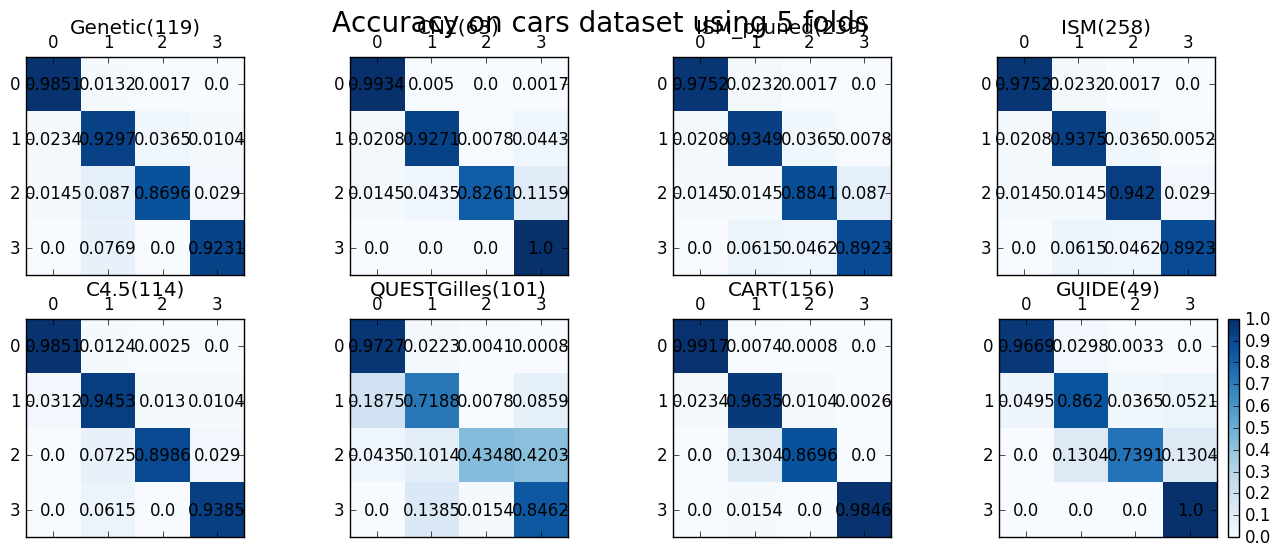 Accuracy on cars dataset using 5 folds
Genetic(119) CN2(63) ISM_pruned(239) ISM(258)
0 1 2 3 0 1 2 3 0 1 2 3 0 1 2 3
0 0.9851 0.0132 0.0017 0.0 0 0.9934 0.005 0.0 0.0017 0 0.9752 0.0232 0.0017 0.0 0 0.9752 0.0232 0.0017 0.0
1 0.0234 0.9297 0.0365 0.0104 1 0.0208 0.9271 0.0078 0.0443 1 0.0208 0.9349 0.0365 0.0078 1 0.0208 0.9375 0.0365 0.0052
2 0.0145 0.087 0.8696 0.029 2 0.0145 0.0435 0.8261 0.1159 2 0.0145 0.0145 0.8841 0.087 2 0.0145 0.0145 0.942 0.029
3 0.0 0.0769 0.0 0.9231 3 0.0 0.0 0.0 1.0 3 0.0 0.0615 0.0462 0.8923 3 0.0 0.0615 0.0462 0.8923
C4.5(114) QUESTGilles(101) CART(156) GUIDE(49)
0 1 2 3 0 1 2 3 0 1 2 3 0 1 2 3
0 0.9851 0.0124 0.0025 0.0 0 0.9727 0.0223 0.0041 0.0008 0 0.9917 0.0074 0.0008 0.0 0 0.9669 0.0298 0.0033 0.0
1 0.0312 0.9453 0.013 0.0104 1 0.1875 0.7188 0.0078 0.0859 1 0.0234 0.9635 0.0104 0.0026 1 0.0495 0.862 0.0365 0.0521
2 0.0 0.0725 0.8986 0.029 2 0.0435 0.1014 0.4348 0.4203 2 0.0 0.1304 0.8696 0.0 2 0.0 0.1304 0.7391 0.1304
3 0.0 0.0615 0.0 0.9385 3 0.0 0.1385 0.0154 0.8462 3 0.0 0.0154 0.0 0.9846 3 0.0 0.0 0.0 1.0
1.0
0.9
0.8
0.7
0.6
0.5
0.4
0.3
0.2
0.1
0.0